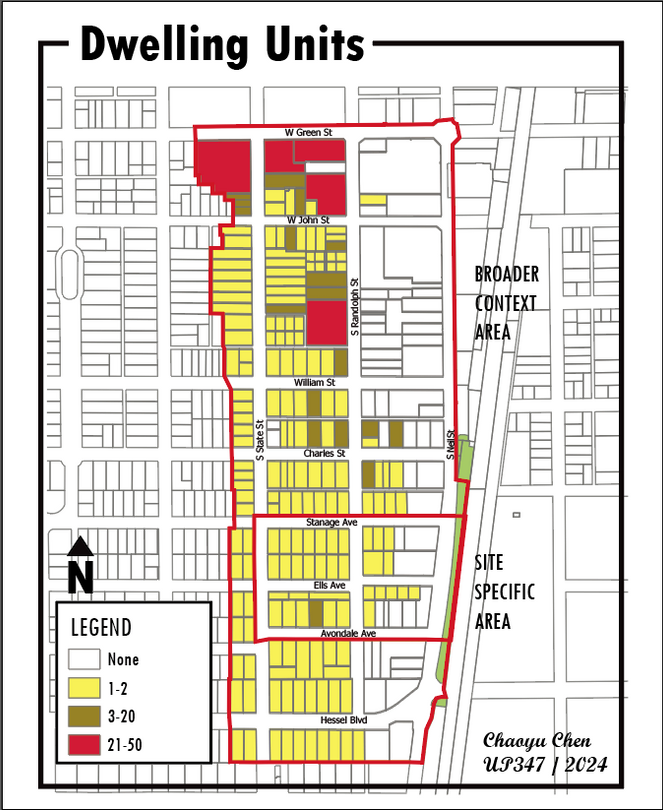 Dwelling Units
W Green St
W John St
S Randolph St
BROADER
CONTEXT
AREA
William St
S State St
S Neil St
Charles St
Stanage Ave
Ells Ave
Avondale Ave
SITE
SPECIFIC
AREA
N
LEGEND
None
1-2
3-20
21-50
Hessel Blvd
Chaoyu Chen
UP347 / 2024